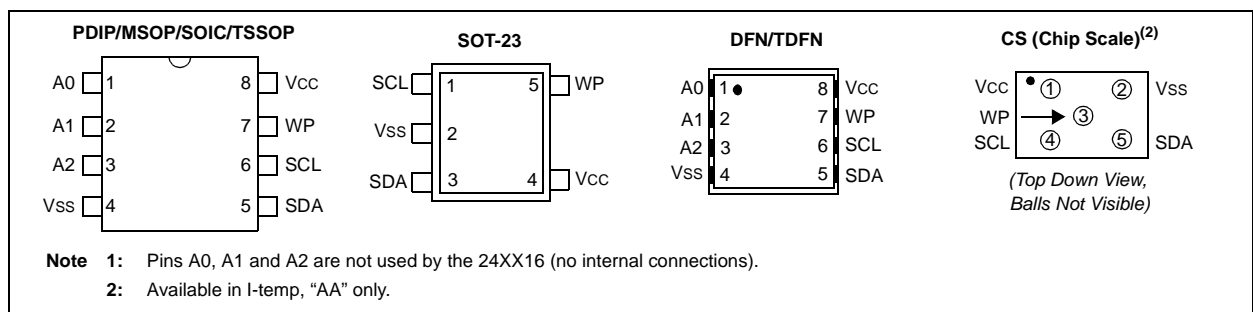 PDIP/MSOP/SOIC/TSSOP
A0 1 8 VCC
A1 2 7 WP
A2 3 6 SCL
VSS 4 5 SDA
SOT-23
SCL 1 5 WP
VSS 2
SDA 3 4 VCC
DFN/TDFN
A0 1 8 VCC
A1 2 7 WP
A2 3 6 SCL
VSS 4 5 SDA
CS (Chip Scale)(2)
VCC 1 2 VSS
WP 3
SCL 4 5 SDA
(Top Down View,
Balls Not Visible)
Note 1: Pins A0, A1 and A2 are not used by the 24XX16 (no internal connections).
2: Available in I-temp, “AA” only.